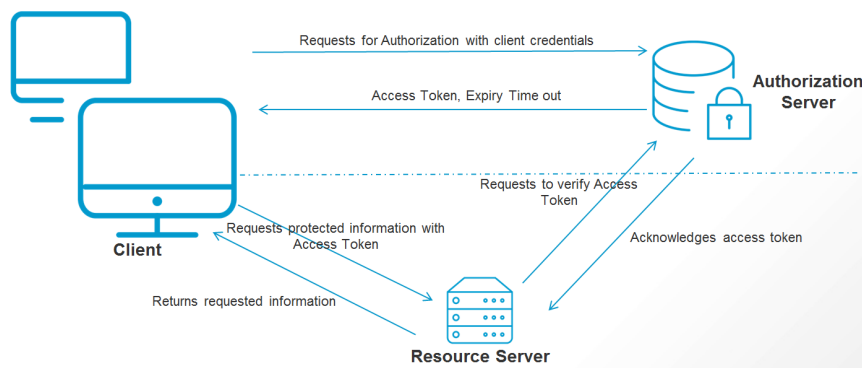 Requests for Authorization with client credentials
Access Token, Expiry Time out
Authorization
Server
Requests to verify Access
Token
Requests protected information with
Access Token
Client
Acknowledges access token
Returns requested information
Resource Server